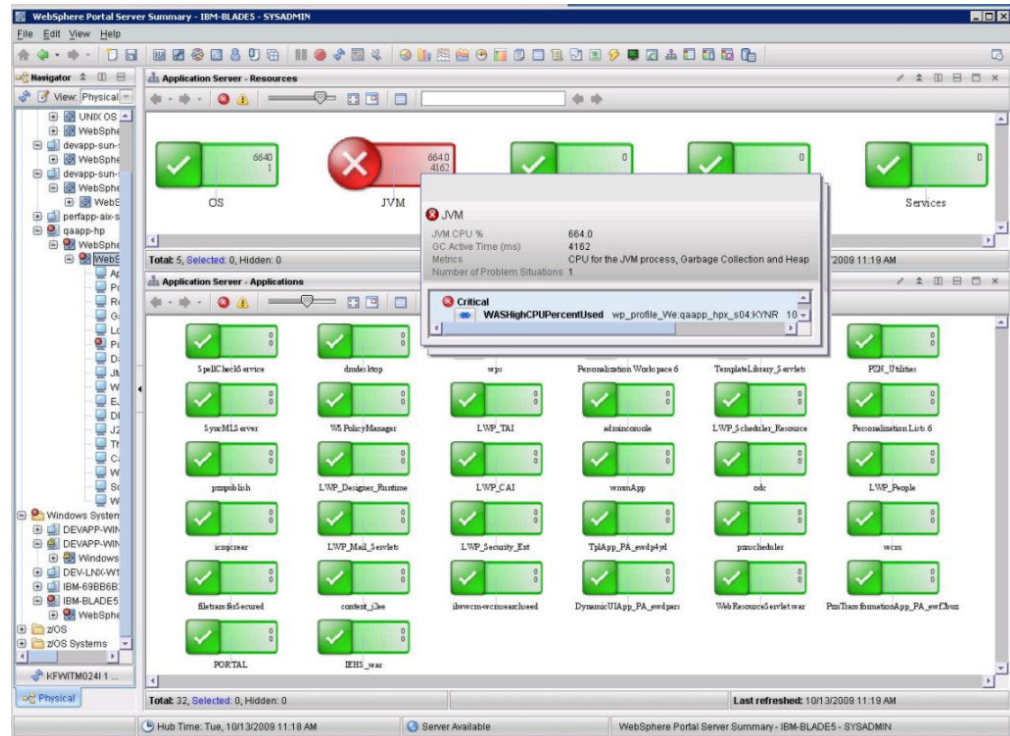 WebSphere Portal Server Summary - IBM-BLADE5 - SYSADMIN
File Edit View Help
Navigator
View: Physical
UNIX OS
WebSphe
devapp-sun-
WebSphe
devapp-sun-
WebSphe
WebS
perfapp-aix-s
qaapp-hp
WebSphe
WebS
Windows System
DEVAPP-WIN
DEVAPP-WIN
Windows
DEV-LNX-W1
IBM-69BB6B
IBM-BLADE5
WebSphe
z/OS
z/OS Systems
KFWITM024I 1 ...
Physical
Application Server - Resources
6640
1
OS
664.0
4162
JVM
0
0
0
Services
Total: 5, Selected: 0, Hidden: 0
2009 11:19 AM
JVM
JVM CPU % 664.0
GC Active Time (ms) 4162
Metrics CPU for the JVM process, Garbage Collection and Heap
Number of Problem Situations 1
Critical
WASHighCPUPercentUsed wp_profile_We:qaapp_hpx_s04:KYNR 10
Application Server - Applications
SpellCheckService dmdesktop wps Personalization Workspace 6 TemplateLibrary_Servlets PZN_Utilities
SyncMLServer WS PolicyManager LWP_TAI adminconsole LWP_Scheduler_Resource Personalization Lists 6
pznpublish LWP_Designer_Runtime LWP_CAI wmmApp odc LWP_People
icmjcrear LWP_Mail_Servlets LWP_Security_Ext TplApp_PA_ewdp4yd pznscheduler wcm
filetransferSecured content_j2ee ibmwcm-wcmsearchseed DynamicUIApp_PA_ewdpars WebResourceServlet.war
PORTAL IEHS_war
Total: 32, Selected: 0, Hidden: 0
Last refreshed: 10/13/2009 11:19 AM
Hub Time: Tue, 10/13/2009 11:18 AM
Server Available
WebSphere Portal Server Summary - IBM-BLADE5 - SYSADMIN